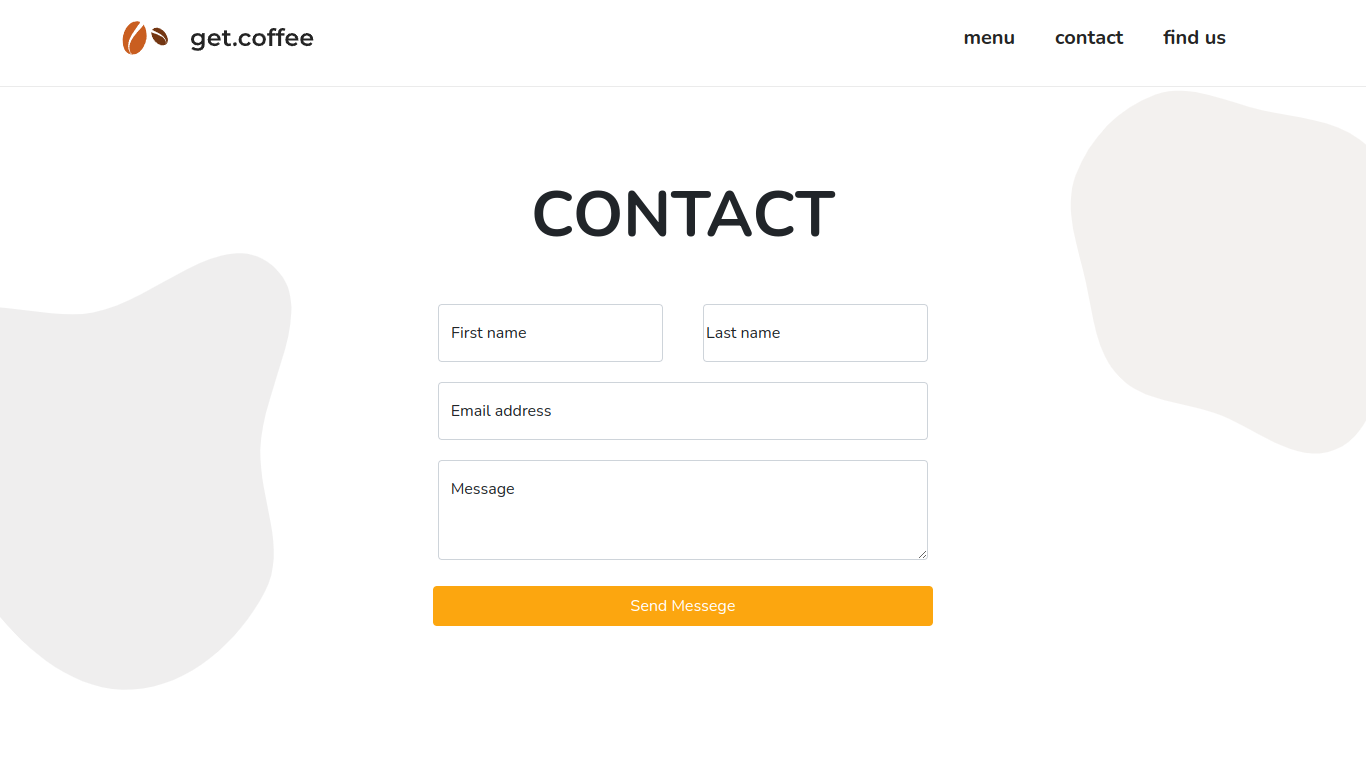 get.coffee menu contact find us
CONTACT
First name Last name
Email address
Message
Send Messege